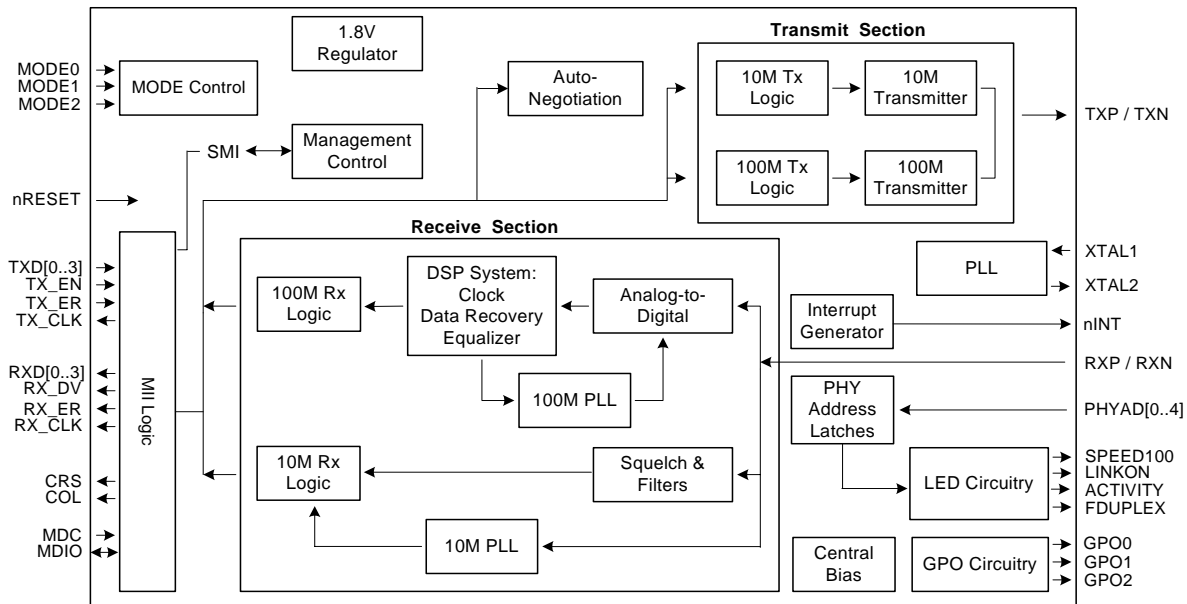 1.8V
Regulator
Transmit Section
MODE0
MODE1
MODE2
MODE Control
Auto-
Negotiation
10M Tx
Logic
10M
Transmitter
TXP / TXN
SMI
Management
Control
100M Tx
Logic
100M
Transmitter
nRESET
Receive Section
MII Logic
TXD[0..3]
TX_EN
TX_ER
TX_CLK
100M Rx
Logic
DSP System:
Clock
Data Recovery
Equalizer
Analog-to-
Digital
100M PLL
PLL
XTAL1
XTAL2
Interrupt
Generator
nINT
RXP / RXN
RXD[0..3]
RX_DV
RX_ER
RX_CLK
PHY
Address
Latches
PHYAD[0..4]
CRS
COL
10M Rx
Logic
Squelch &
Filters
LED Circuitry
SPEED100
LINKON
ACTIVITY
FDUPLEX
MDC
MDIO
10M PLL
Central
Bias
GPO Circuitry
GPO0
GPO1
GPO2